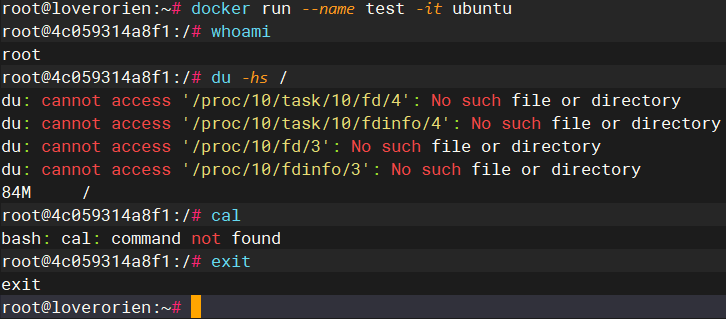 root@loverorien:~# docker run --name test -it ubuntu
root@4c059314a8f1:/# whoami
root
root@4c059314a8f1:/# du -hs /
du: cannot access '/proc/10/task/10/fd/4': No such file or directory
du: cannot access '/proc/10/task/10/fdinfo/4': No such file or directory
du: cannot access '/proc/10/fd/3': No such file or directory
du: cannot access '/proc/10/fdinfo/3': No such file or directory
84M     /
root@4c059314a8f1:/# cal
bash: cal: command not found
root@4c059314a8f1:/# exit
exit
root@loverorien:~#